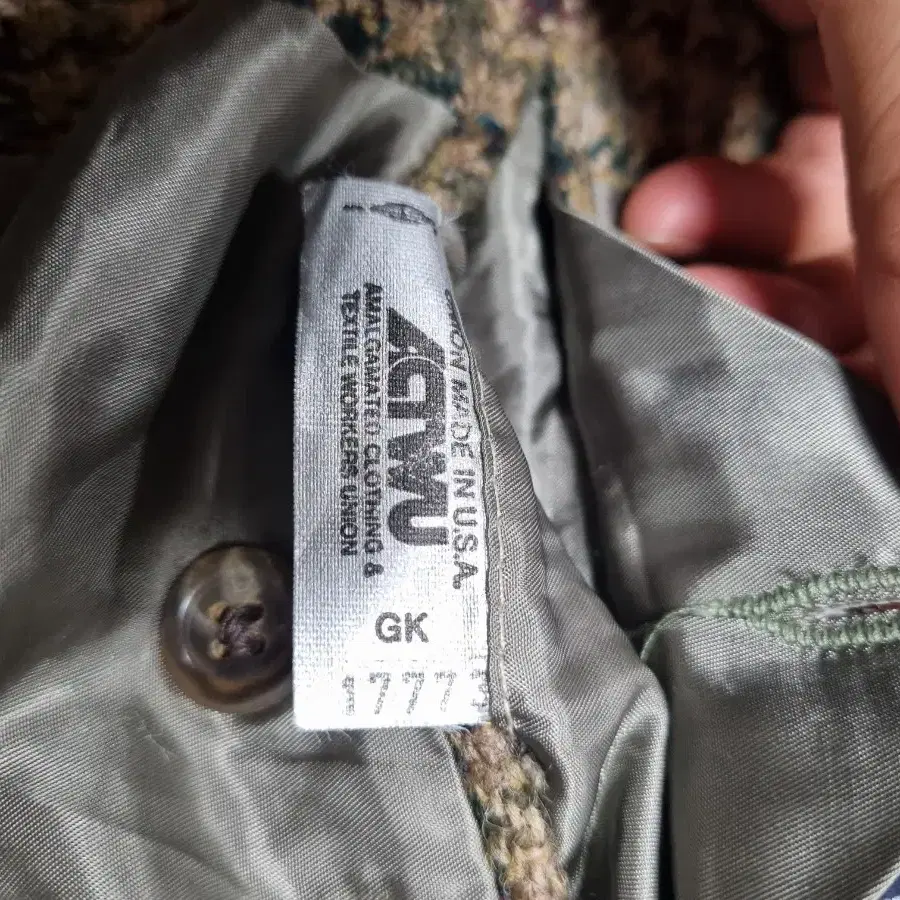 UNION MADE IN U.S.A.
ACTWU
AMALGAMATED CLOTHING &
TEXTILE WORKERS UNION
GK
1777